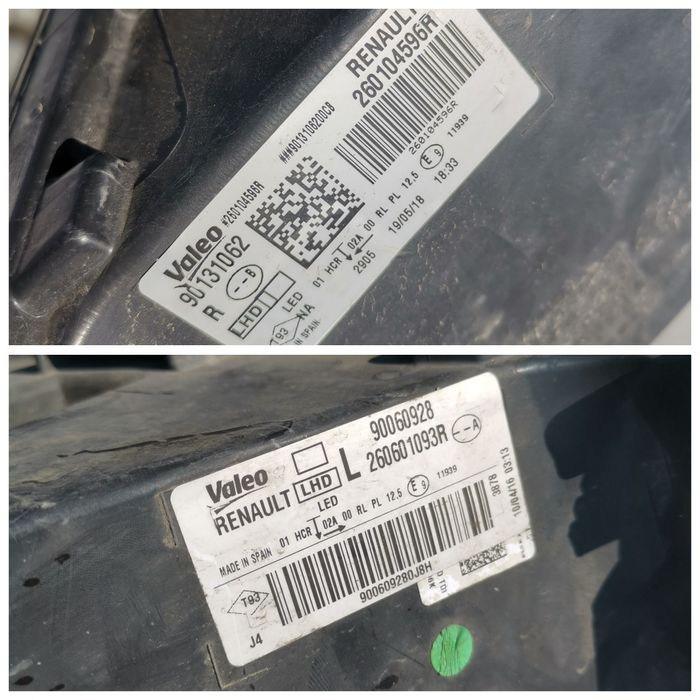 RENAULT
260104596R
260104596R
###90131062000CB
#260104596R
Valeo
90131062
R
--B
LHD
LED
01 HCR 02A 00 RL PL 12.5 E9 11939
2905 19/05/18 18:33
T93 NA
IN SPAIN.
Valeo
RENAULT
LHD
LED
L
90060928
260601093R
--A
MADE IN SPAIN 01 HCR 02A 00 RL PL 12.5 E9 11939
3878
10/04/16 03:13
T93
J4
900609280J8H